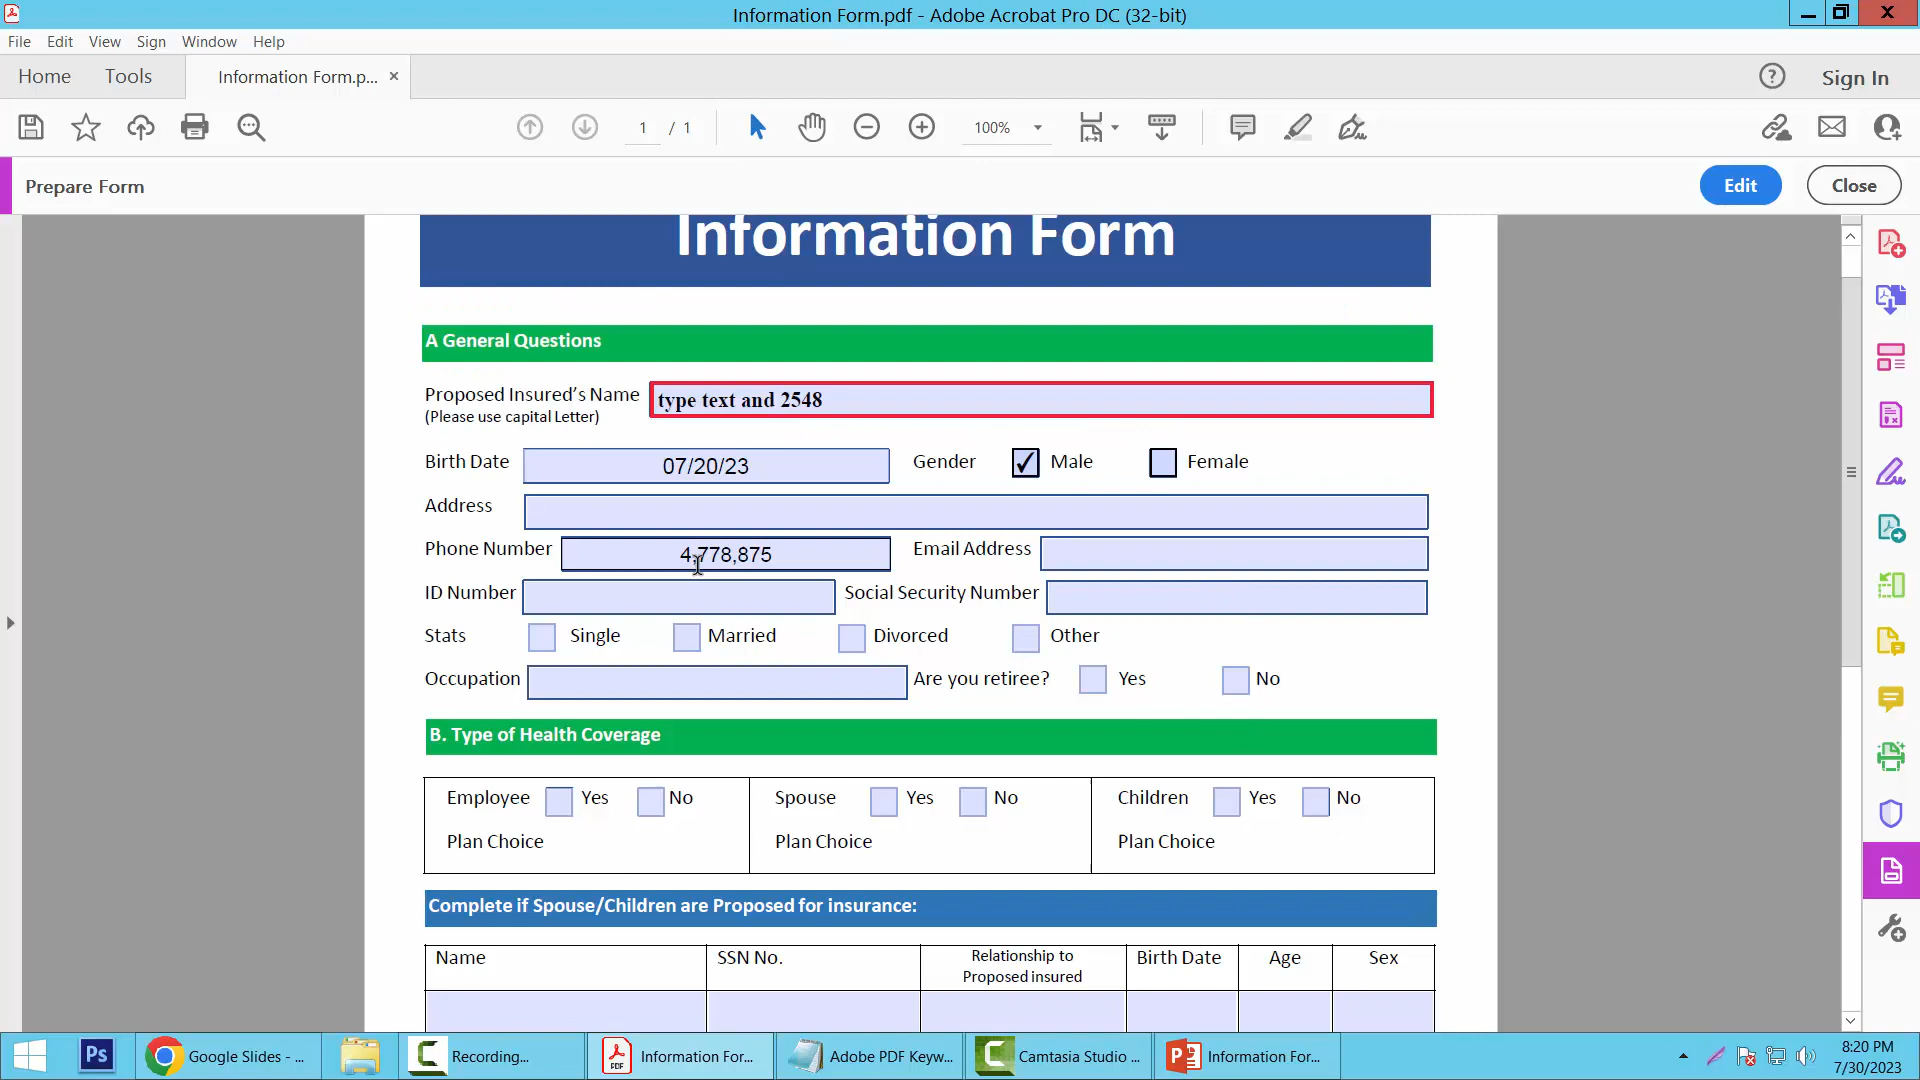 Information Form.pdf - Adobe Acrobat Pro DC (32-bit)
File Edit View Sign Window Help
Home Tools Information Form.p... × Sign In
1 / 1 100%
Prepare Form Edit Close
Information Form
A General Questions
Proposed Insured's Name type text and 2548
(Please use capital Letter)
Birth Date 07/20/23 Gender Male Female
Address
Phone Number 4,778,875 Email Address
ID Number Social Security Number
Stats Single Married Divorced Other
Occupation Are you retiree? Yes No
B. Type of Health Coverage
Employee Yes No Spouse Yes No Children Yes No
Plan Choice Plan Choice Plan Choice
Complete if Spouse/Children are Proposed for insurance:
Name SSN No. Relationship to Proposed insured Birth Date Age Sex
Ps Google Slides - ... Recording... PDF Information For... Adobe PDF Keyw... Camtasia Studio ... Information For... 8:20 PM
7/30/2023